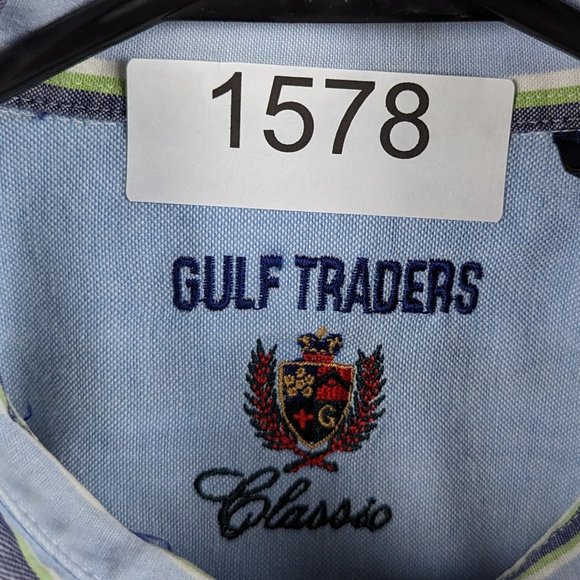 1578
GULF TRADERS
G
Classic